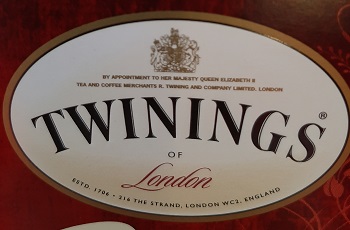 BY APPOINTMENT TO HER MAJESTY QUEEN ELIZABETH II
TEA AND COFFEE MERCHANTS R. TWINING AND COMPANY LIMITED, LONDON
TWININGS®
OF
London
ESTD. 1706 • 216 THE STRAND, LONDON WC2, ENGLAND